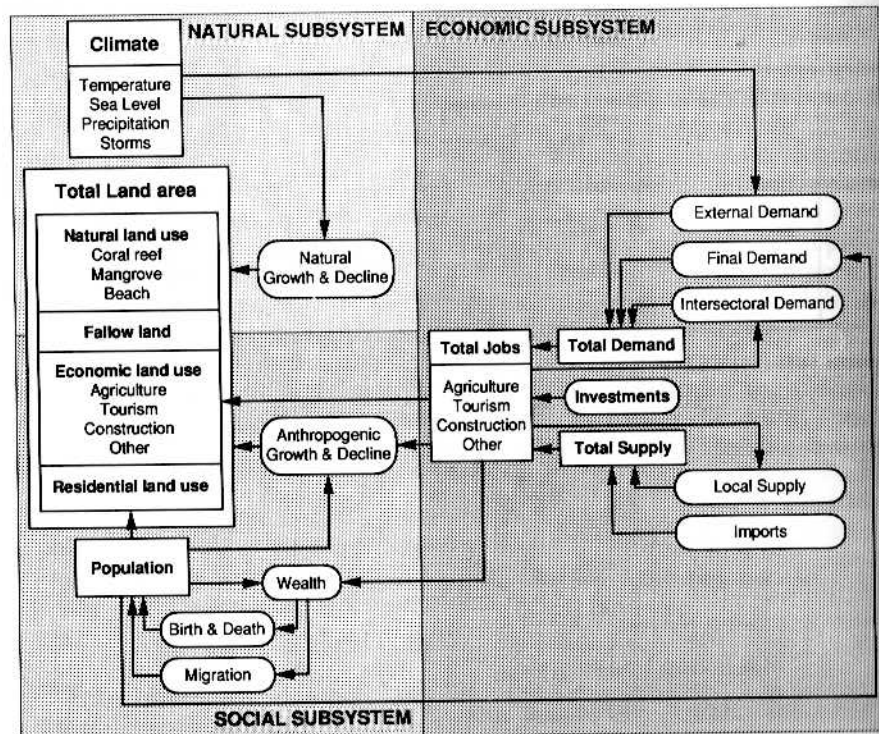 NATURAL SUBSYSTEM
ECONOMIC SUBSYSTEM
Climate
Temperature
Sea Level
Precipitation
Storms
Total Land area
Natural land use
Coral reef
Mangrove
Beach
Fallow land
Economic land use
Agriculture
Tourism
Construction
Other
Residential land use
Natural
Growth & Decline
Anthropogenic
Growth & Decline
Population
Wealth
Birth & Death
Migration
SOCIAL SUBSYSTEM
External Demand
Final Demand
Intersectoral Demand
Total Jobs
Agriculture
Tourism
Construction
Other
Total Demand
Investments
Total Supply
Local Supply
Imports